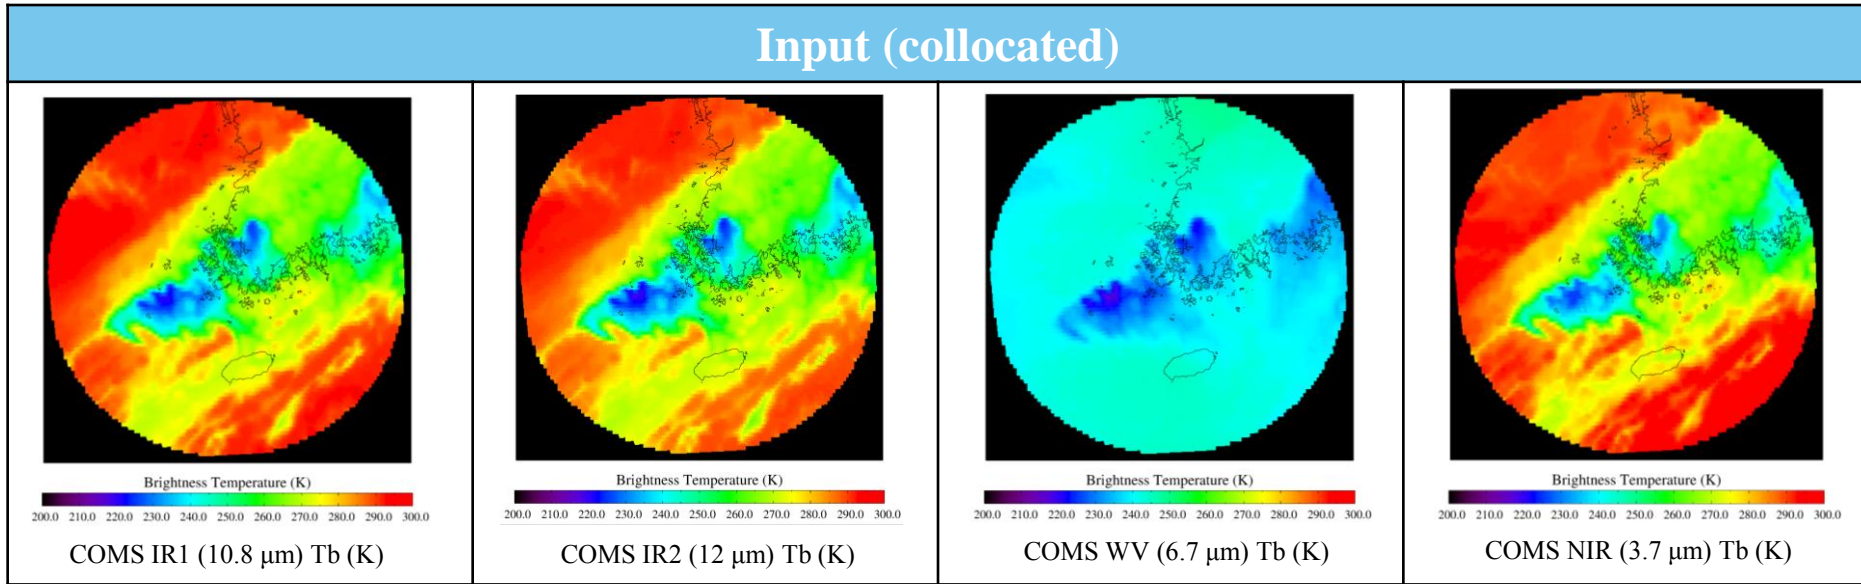 Input (collocated)
Brightness Temperature (K)
200.0 210.0 220.0 230.0 240.0 250.0 260.0 270.0 280.0 290.0 300.0
COMS IR1 (10.8 μm) Tb (K)
Brightness Temperature (K)
200.0 210.0 220.0 230.0 240.0 250.0 260.0 270.0 280.0 290.0 300.0
COMS IR2 (12 μm) Tb (K)
Brightness Temperature (K)
200.0 210.0 220.0 230.0 240.0 250.0 260.0 270.0 280.0 290.0 300.0
COMS WV (6.7 μm) Tb (K)
Brightness Temperature (K)
200.0 210.0 220.0 230.0 240.0 250.0 260.0 270.0 280.0 290.0 300.0
COMS NIR (3.7 μm) Tb (K)